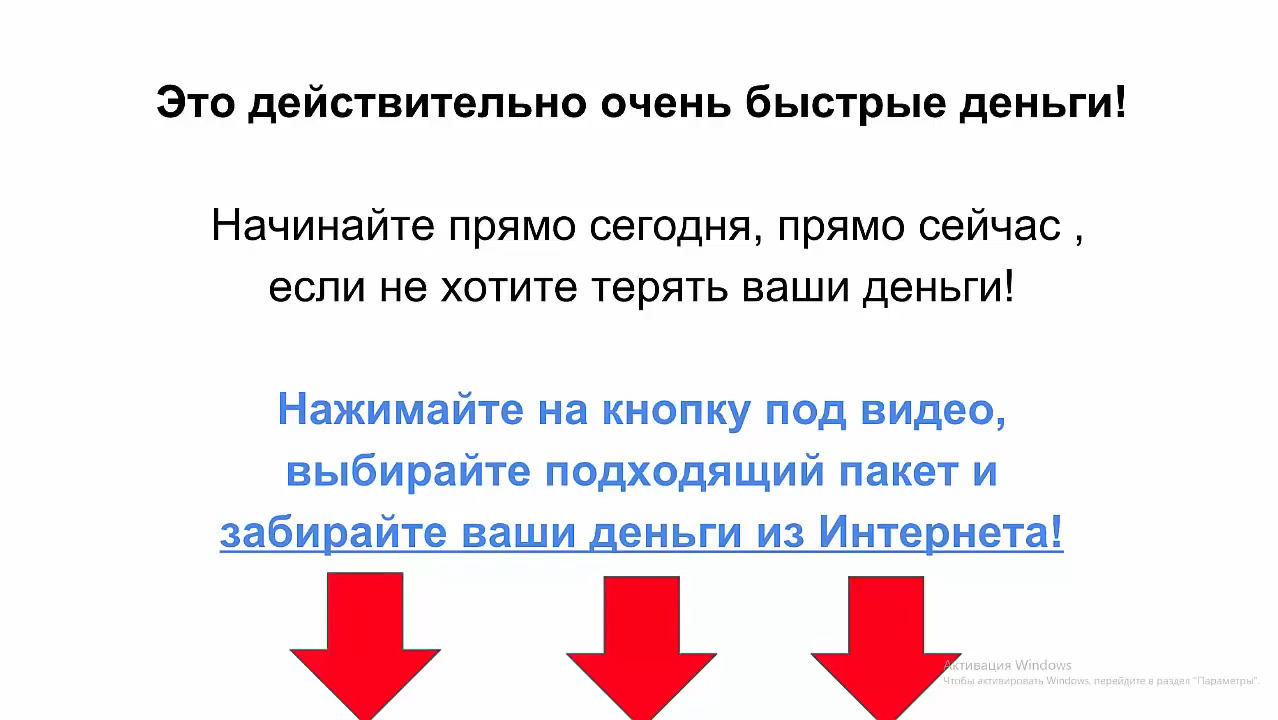 Это действительно очень быстрые деньги!
Начинайте прямо сегодня, прямо сейчас ,
если не хотите терять ваши деньги!
Нажимайте на кнопку под видео,
выбирайте подходящий пакет и
забирайте ваши деньги из Интернета!
Активация Windows
Чтобы активировать Windows, перейдите в раздел "Параметры".